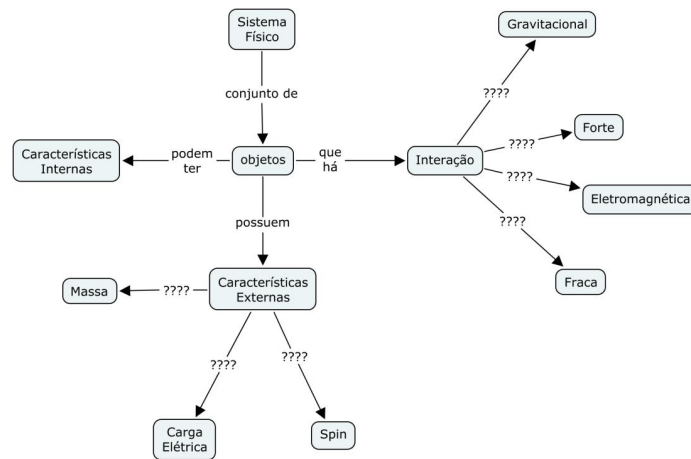 Sistema
Físico
Gravitacional
????
conjunto de
Forte
????
Características
Internas
podem
ter
objetos
que
há
Interação
????
Eletromagnética
????
possuem
Fraca
Massa
????
Características
Externas
????
????
Carga
Elétrica
Spin